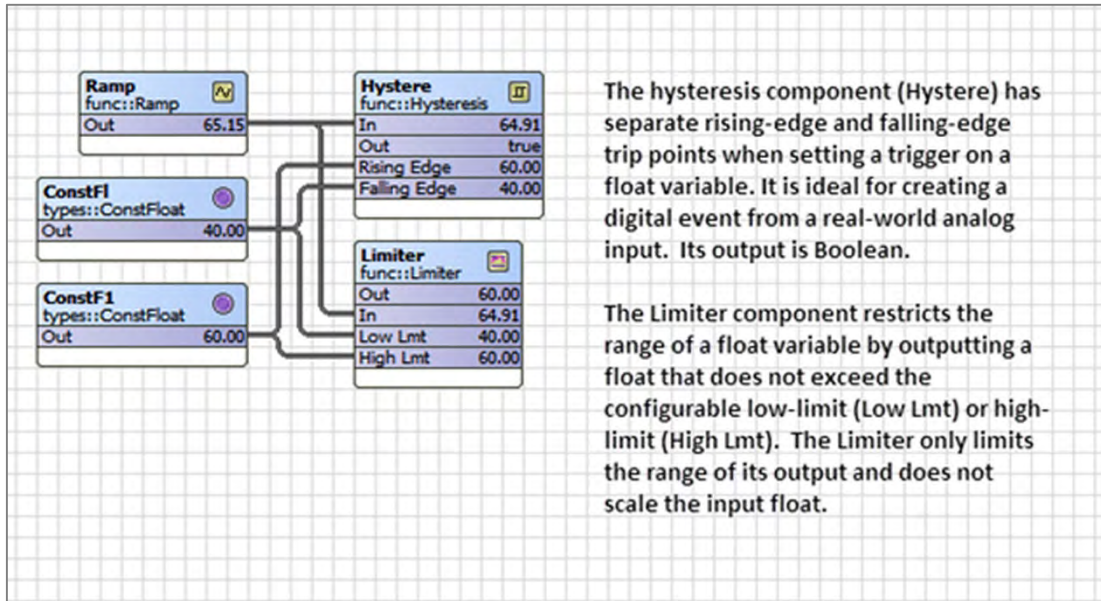 Ramp
func::Ramp
Out 65.15
ConstFl
types::ConstFloat
Out 40.00
ConstF1
types::ConstFloat
Out 60.00
Hystere
func::Hysteresis
In 64.91
Out true
Rising Edge 60.00
Falling Edge 40.00
Limiter
func::Limiter
Out 60.00
In 64.91
Low Lmt 40.00
High Lmt 60.00
The hysteresis component (Hystere) has
separate rising-edge and falling-edge
trip points when setting a trigger on a
float variable. It is ideal for creating a
digital event from a real-world analog
input.  Its output is Boolean.
The Limiter component restricts the
range of a float variable by outputting a
float that does not exceed the
configurable low-limit (Low Lmt) or high-
limit (High Lmt).  The Limiter only limits
the range of its output and does not
scale the input float.